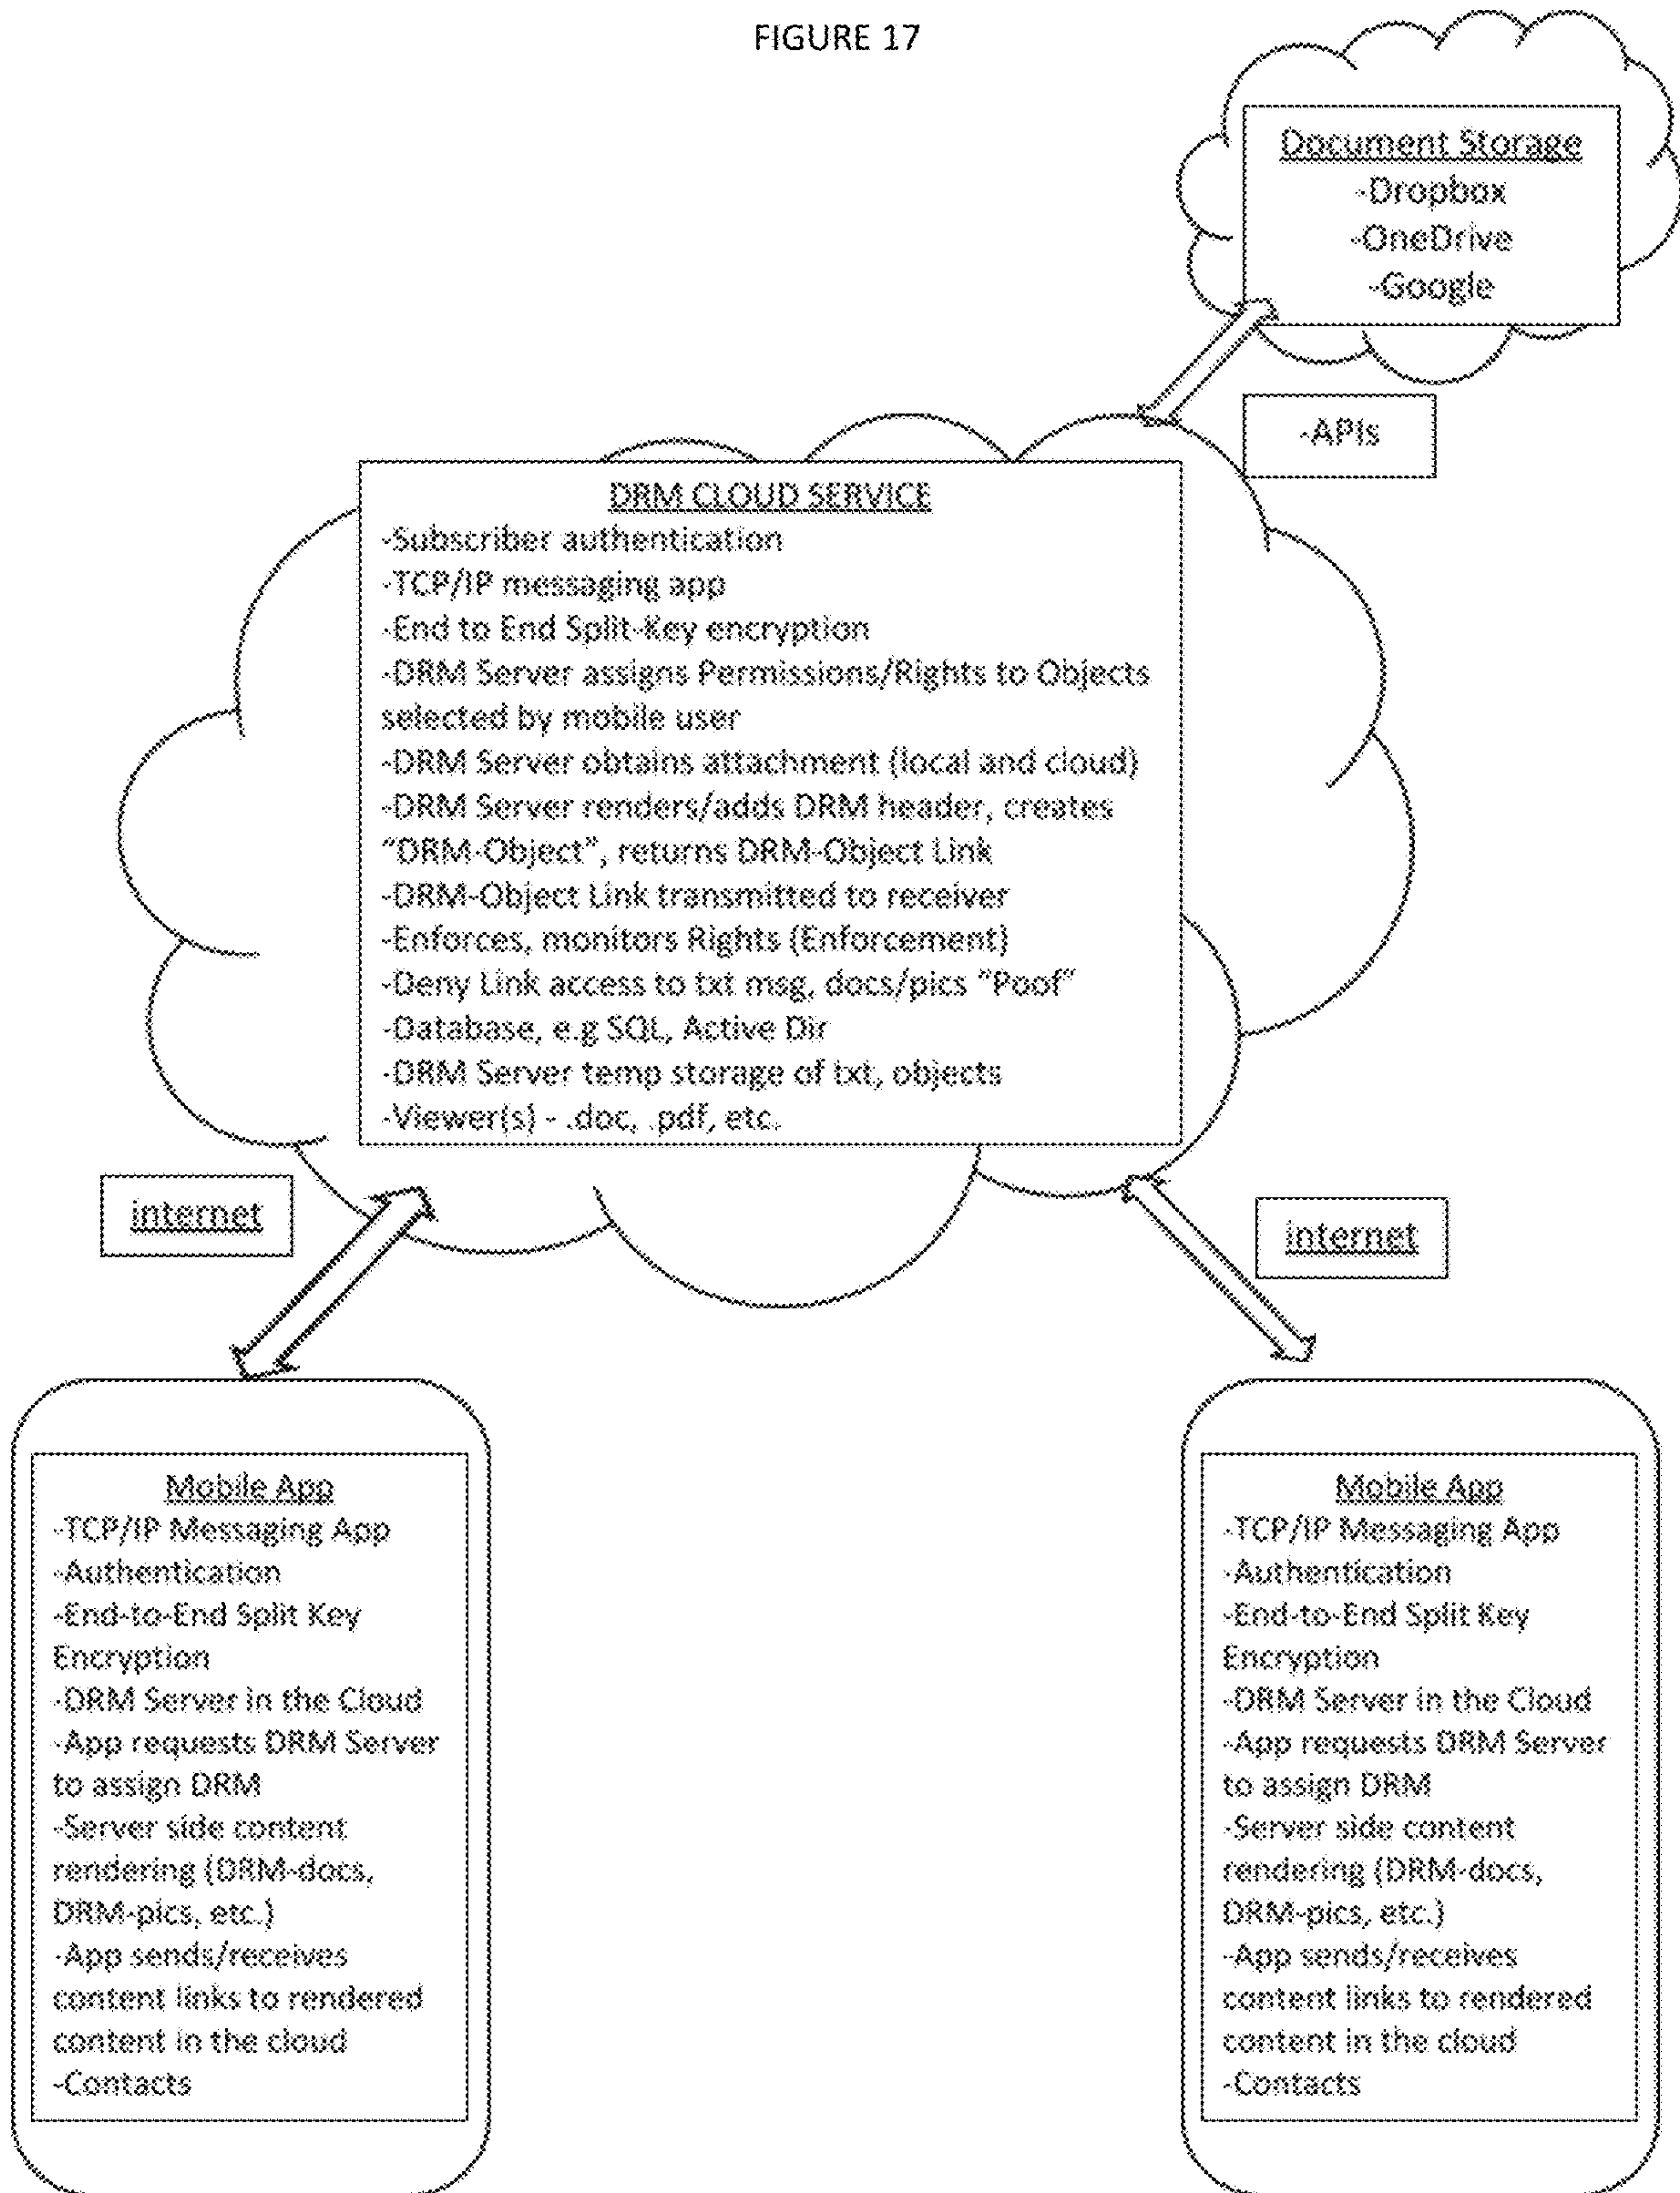 FIGURE 17
Document Storage
-Dropbox
-OneDrive
-Google
-APIs
DRM CLOUD SERVICE
-Subscriber authentication
-TCP/IP messaging app
-End to End Split-Key encryption
-DRM Server assigns Permissions/Rights to Objects
selected by mobile user
-DRM Server obtains attachment (local and cloud)
-DRM Server renders/adds DRM header, creates
“DRM-Object”, returns DRM-Object Link
-DRM-Object Link transmitted to receiver
-Enforces, monitors Rights (Enforcement)
-Deny Link access to txt msg, docs/pics “Poof”
-Database, e.g SQL, Active Dir
-DRM Server temp storage of txt, objects
-Viewer(s) - .doc, .pdf, etc.
internet
internet
Mobile App
-TCP/IP Messaging App
-Authentication
-End-to-End Split Key
Encryption
-DRM Server in the Cloud
-App requests DRM Server
to assign DRM
-Server side content
rendering (DRM-docs,
DRM-pics, etc.)
-App sends/receives
content links to rendered
content in the cloud
-Contacts
Mobile App
-TCP/IP Messaging App
-Authentication
-End-to-End Split Key
Encryption
-DRM Server in the Cloud
-App requests DRM Server
to assign DRM
-Server side content
rendering (DRM-docs,
DRM-pics, etc.)
-App sends/receives
content links to rendered
content in the cloud
-Contacts